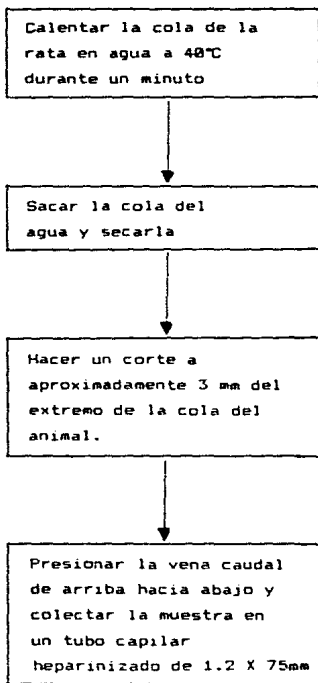 Calentar la cola de la
rata en agua a 40°C
durante un minuto
Sacar la cola del
agua y secarla
Hacer un corte a
aproximadamente 3 mm del
extremo de la cola del
animal.
Presionar la vena caudal
de arriba hacia abajo y
colectar la muestra en
un tubo capilar
heparinizado de 1.2 X 75mm